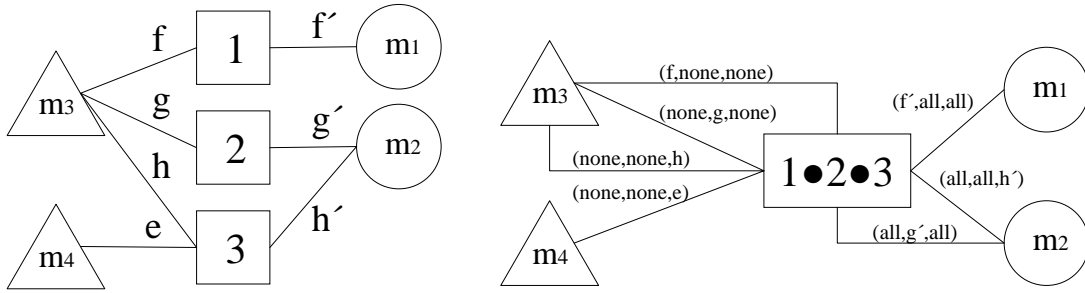 f 1 f´ m1
m3
g 2 g´ m2
h
m4 e 3 h´
(f,none,none)
m3 (f´,all,all) m1
(none,g,none)
1●2●3
(none,none,h) (all,all,h´)
(none,none,e)
m4 (all,g´,all) m2